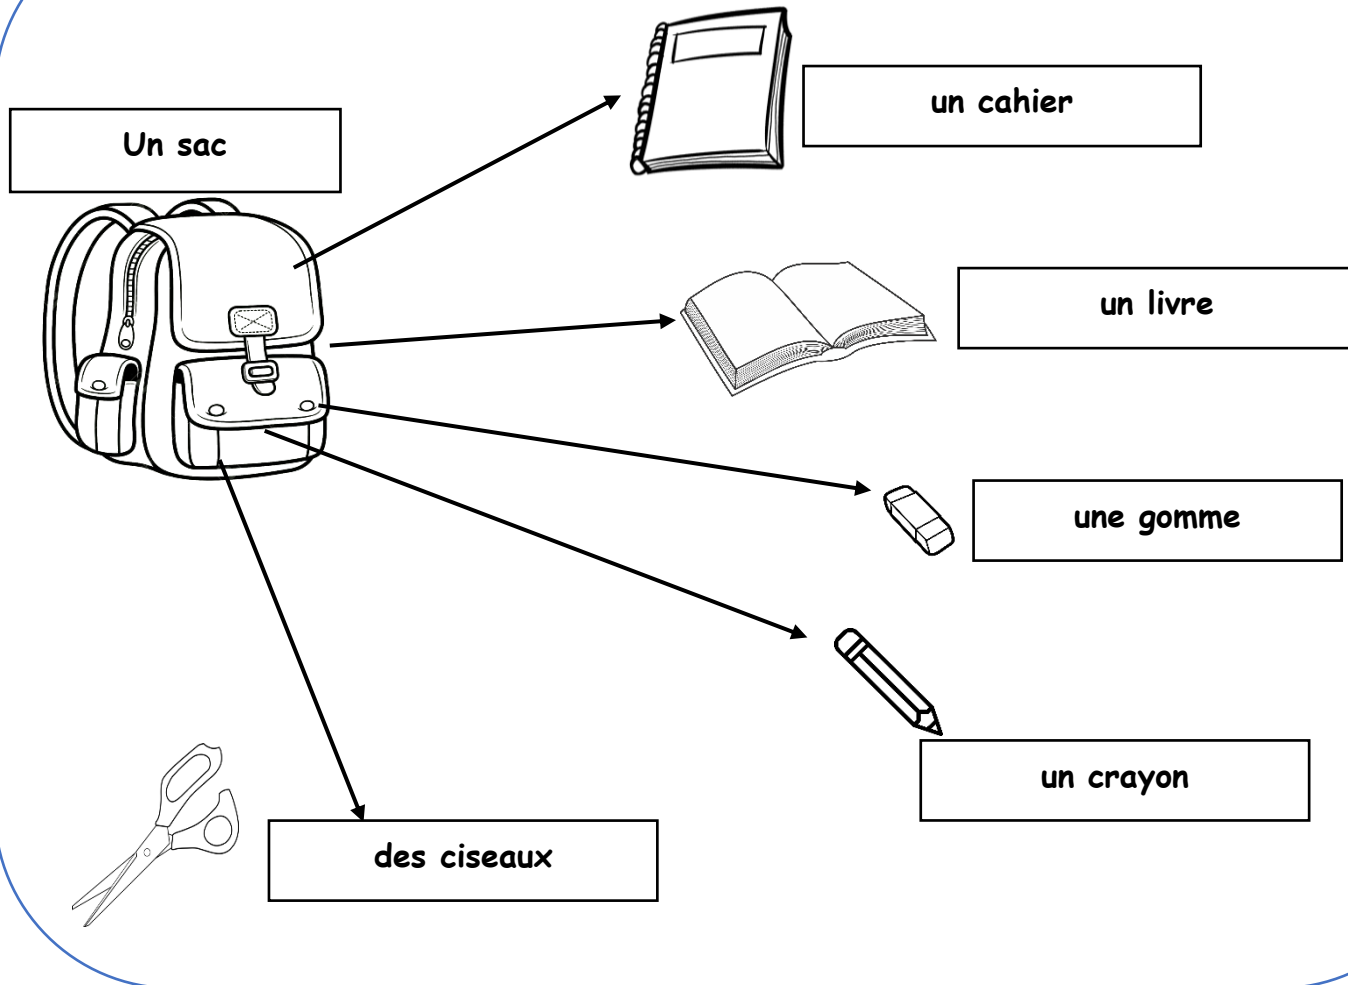 un cahier
Un sac
un livre
une gomme
un crayon
des ciseaux